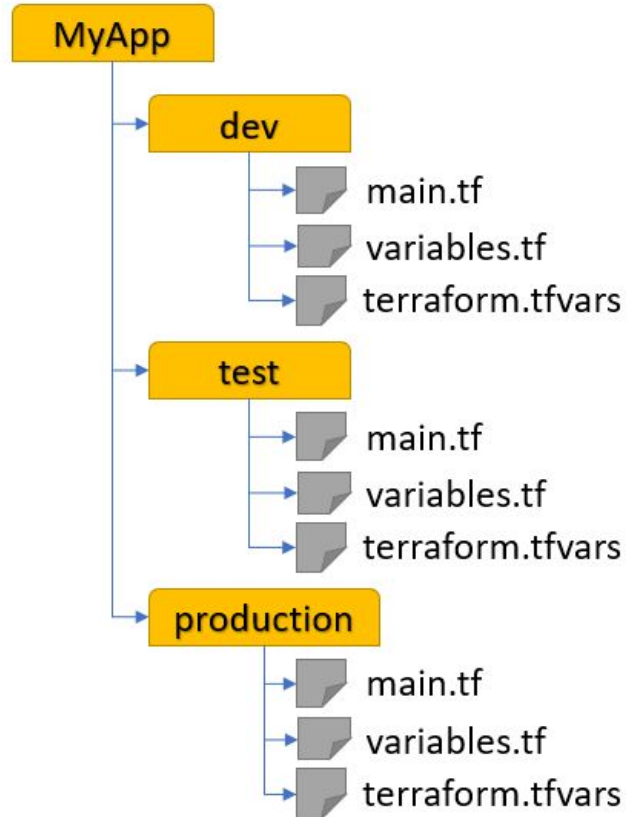 MyApp
dev
main.tf
variables.tf
terraform.tfvars
test
main.tf
variables.tf
terraform.tfvars
production
main.tf
variables.tf
terraform.tfvars